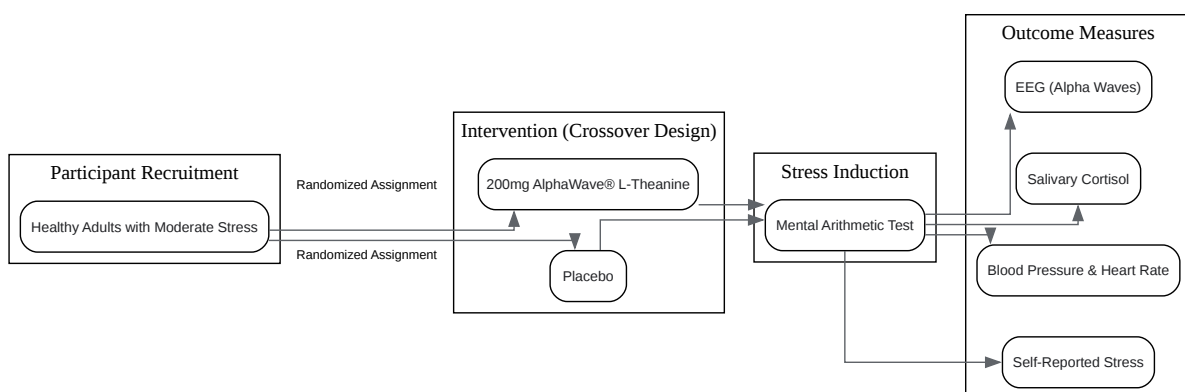 Participant Recruitment
Healthy Adults with Moderate Stress
Randomized Assignment
Randomized Assignment
Intervention (Crossover Design)
200mg AlphaWave® L-Theanine
Placebo
Stress Induction
Mental Arithmetic Test
Outcome Measures
EEG (Alpha Waves)
Salivary Cortisol
Blood Pressure & Heart Rate
Self-Reported Stress